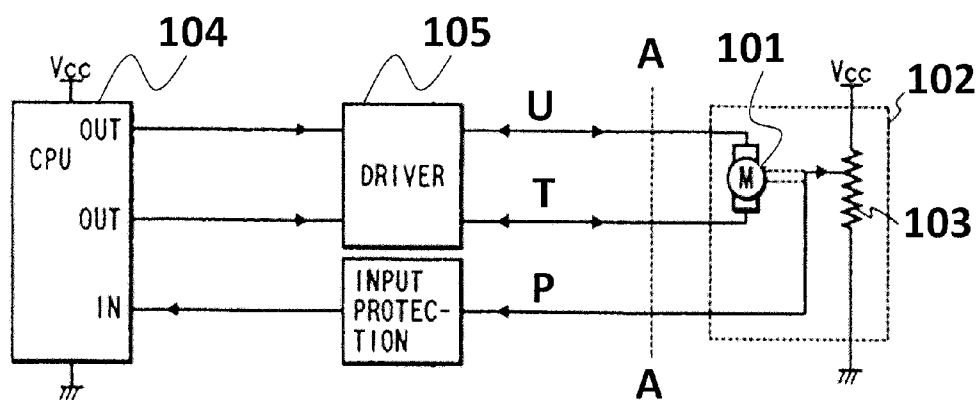 104
105
A
101
102
Vcc
Vcc
OUT
U
CPU
DRIVER
M
OUT
T
103
IN
INPUT
PROTEC-
TION
P
A